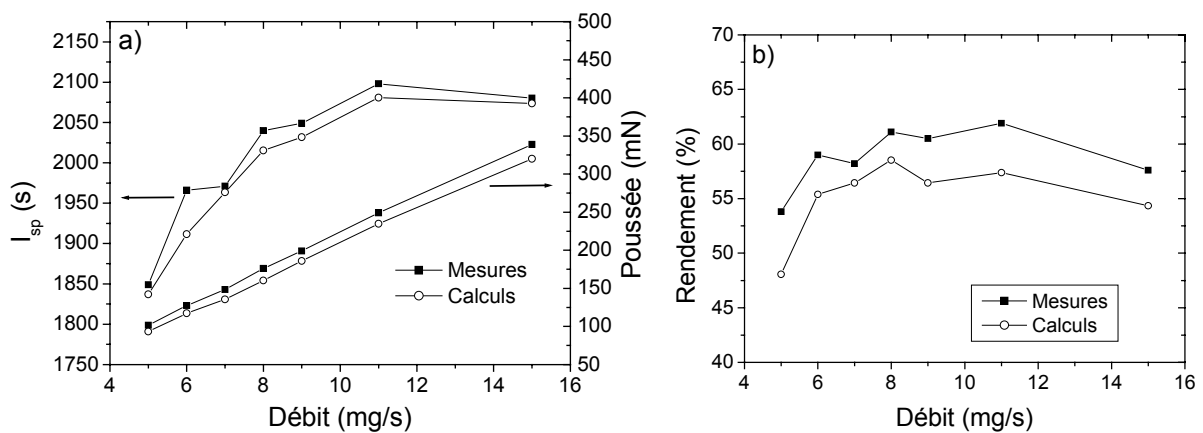 a)
I_sp (s)
2150
2100
2050
2000
1950
1900
1850
1800
1750
4 6 8 10 12 14 16
Débit (mg/s)
500
450
400
350
300
250
200
150
100
50
Poussée (mN)
Mesures
Calculs
b)
Rendement (%)
70
65
60
55
50
45
40
4 6 8 10 12 14 16
Débit (mg/s)
Mesures
Calculs